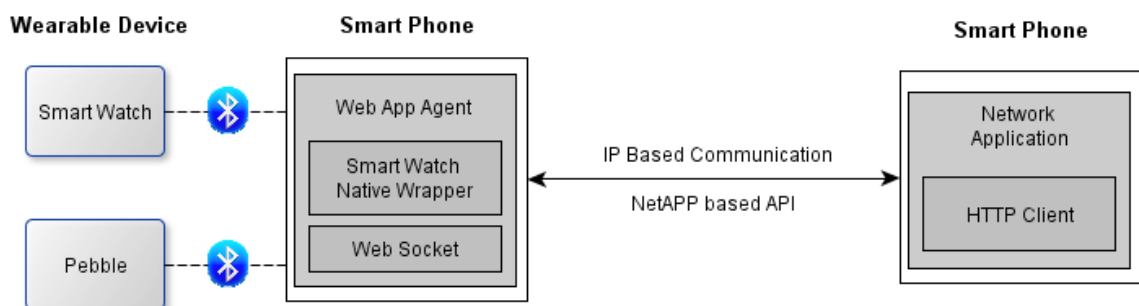 Wearable Device
Smart Phone
Smart Phone
Smart Watch
Web App Agent
Smart Watch
Native Wrapper
Web Socket
Pebble
IP Based Communication
NetAPP based API
Network
Application
HTTP Client